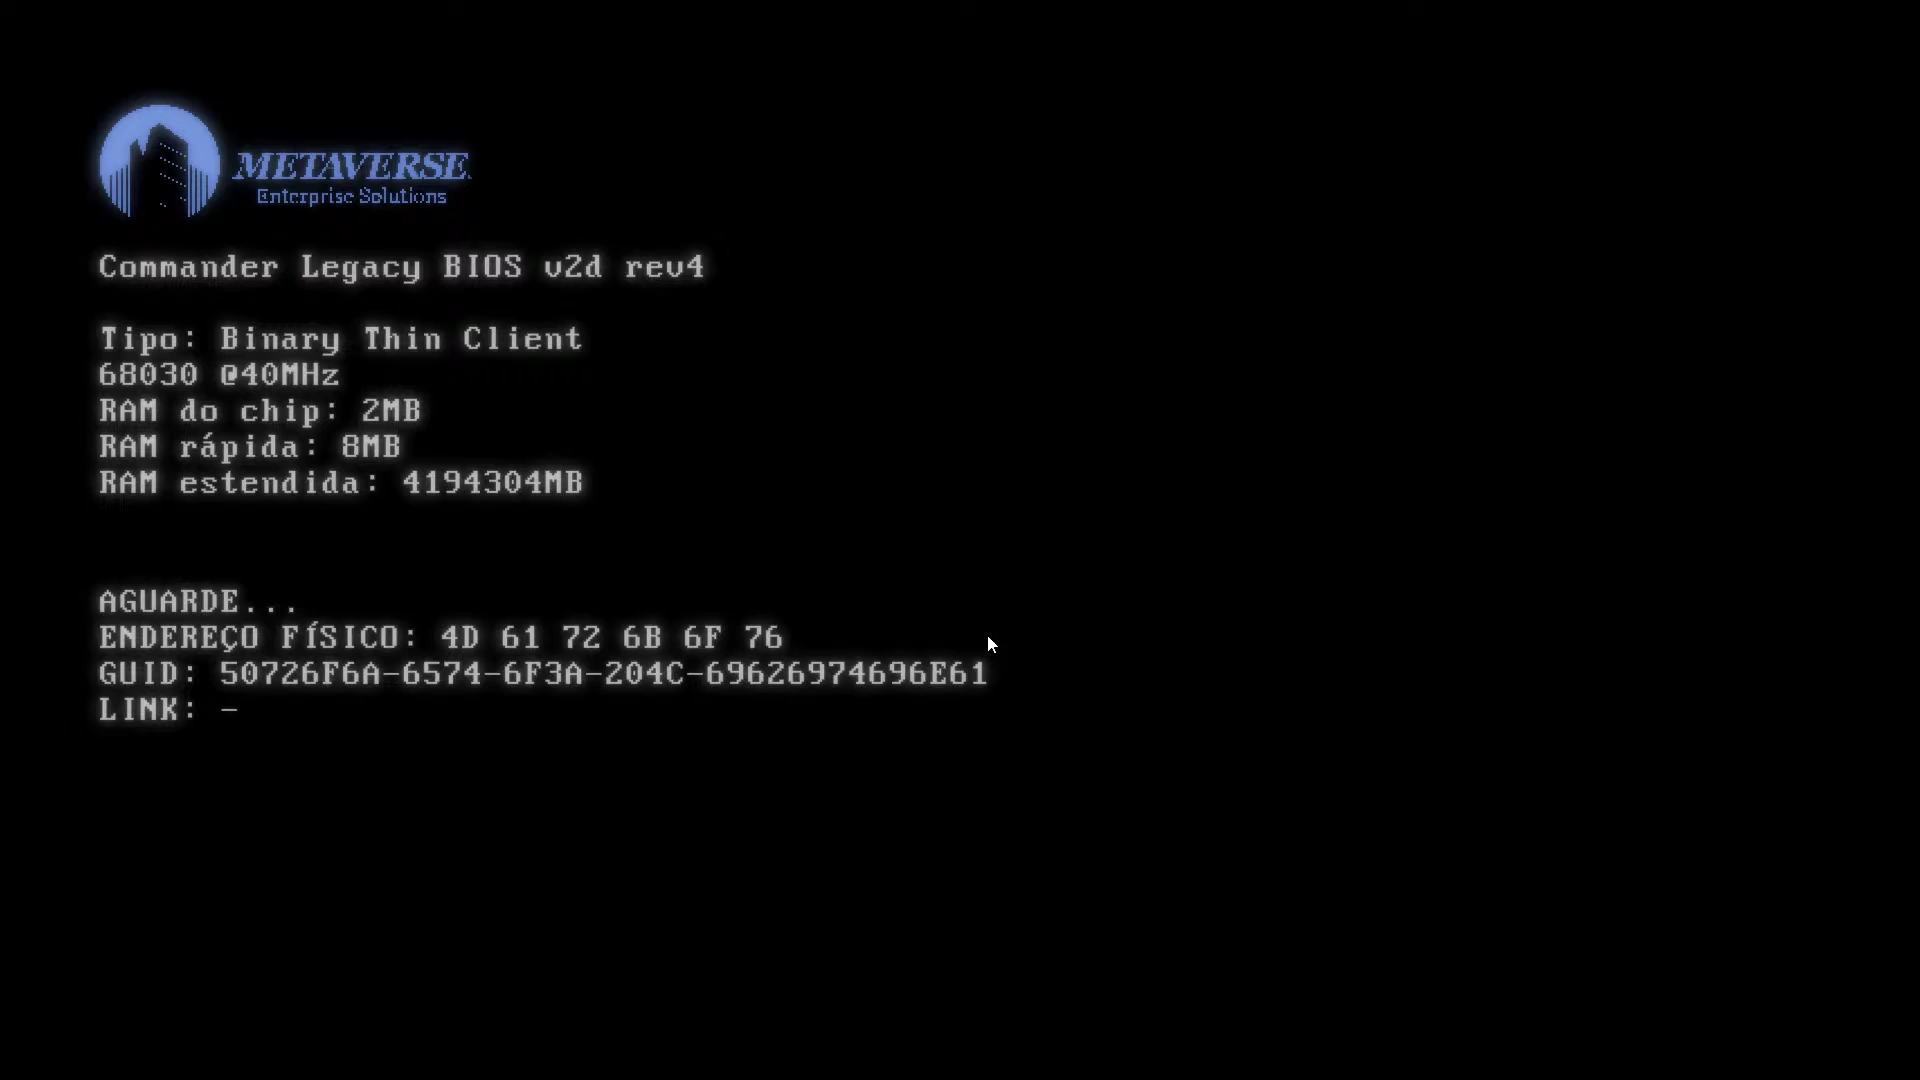 METAVERSE
Enterprise Solutions
Commander Legacy BIOS v2d rev4
Tipo: Binary Thin Client
68030 @40MHz
RAM do chip: 2MB
RAM rápida: 8MB
RAM estendida: 4194304MB
AGUARDE...
ENDEREÇO FÍSICO: 4D 61 72 6B 6F 76
GUID: 50726F6A-6574-6F3A-204C-69626974696E61
LINK: -